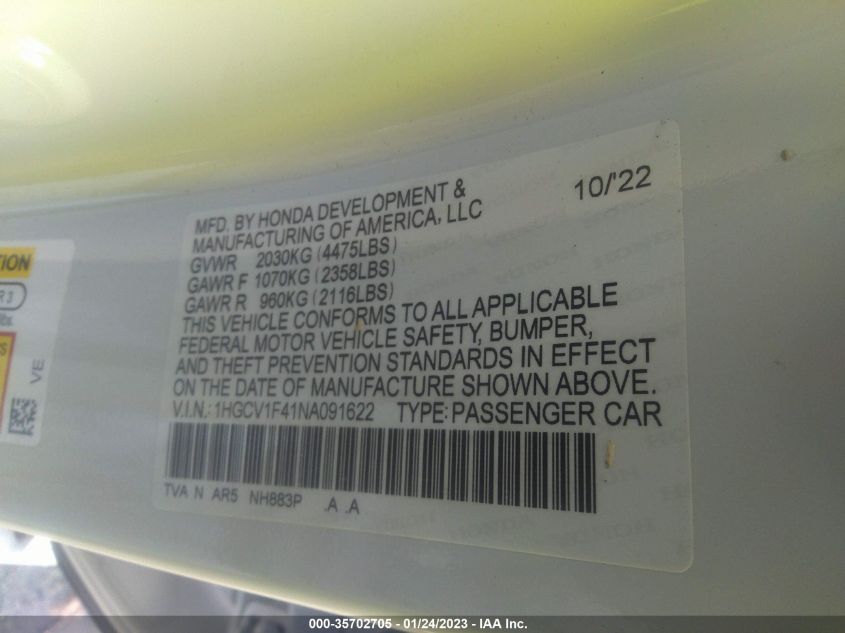 MFD. BY HONDA DEVELOPMENT &
MANUFACTURING OF AMERICA, LLC
10/'22
GVWR 2030KG (4475LBS)
GAWR F 1070KG (2358LBS)
GAWR R 960KG (2116LBS)
THIS VEHICLE CONFORMS TO ALL APPLICABLE
FEDERAL MOTOR VEHICLE SAFETY, BUMPER,
AND THEFT PREVENTION STANDARDS IN EFFECT
ON THE DATE OF MANUFACTURE SHOWN ABOVE.
V.I.N.: 1HGCV1F41NA091622 TYPE: PASSENGER CAR
TVA N AR5 NH883P .A .A
VE
000-35702705 - 01/24/2023 - IAA Inc.